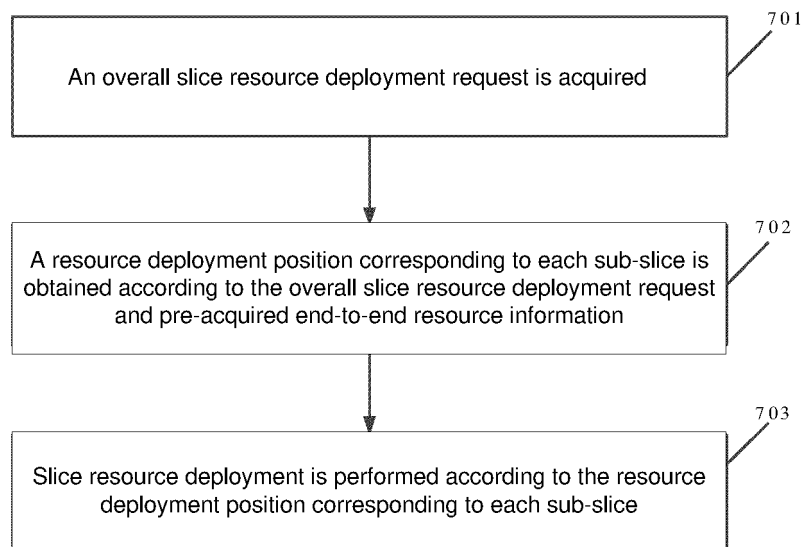 701
An overall slice resource deployment request is acquired
702
A resource deployment position corresponding to each sub-slice is
obtained according to the overall slice resource deployment request
and pre-acquired end-to-end resource information
703
Slice resource deployment is performed according to the resource
deployment position corresponding to each sub-slice